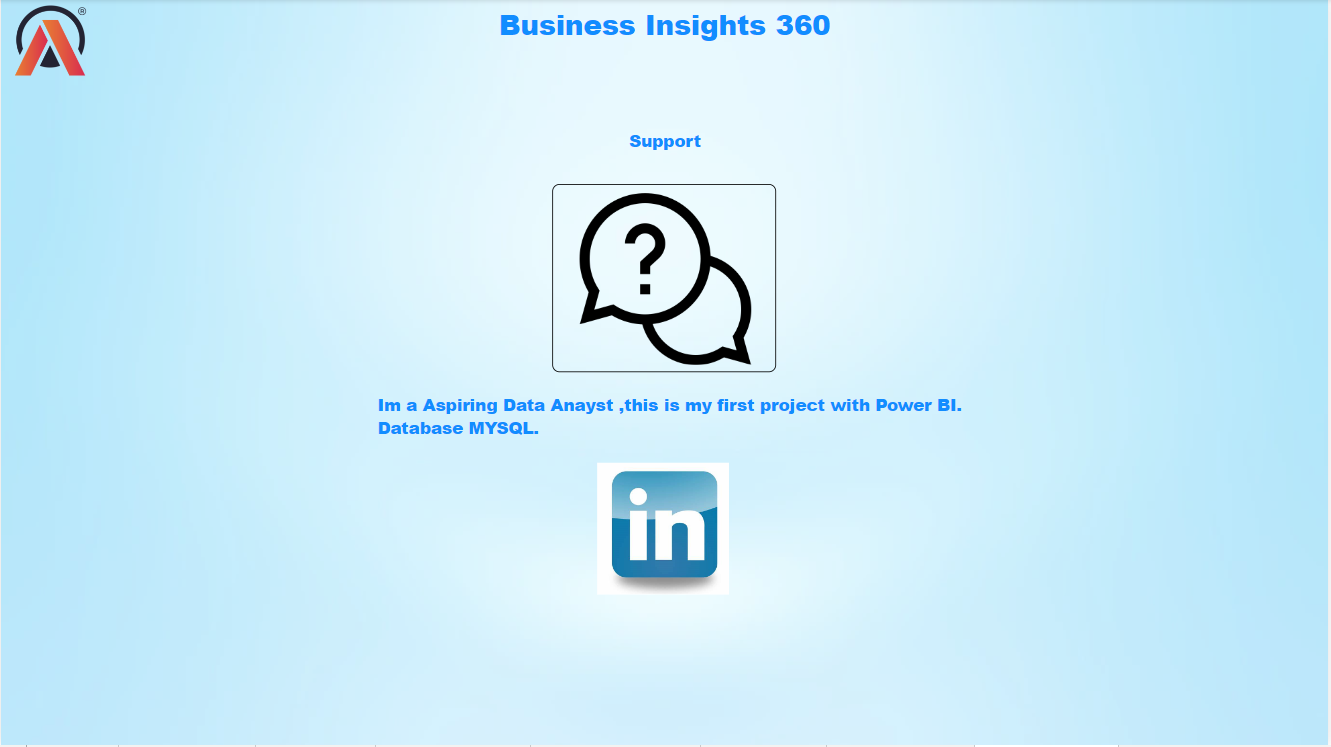 ®
Business Insights 360
Support
?
Im a Aspiring Data Anayst ,this is my first project with Power BI.
Database MYSQL.
in